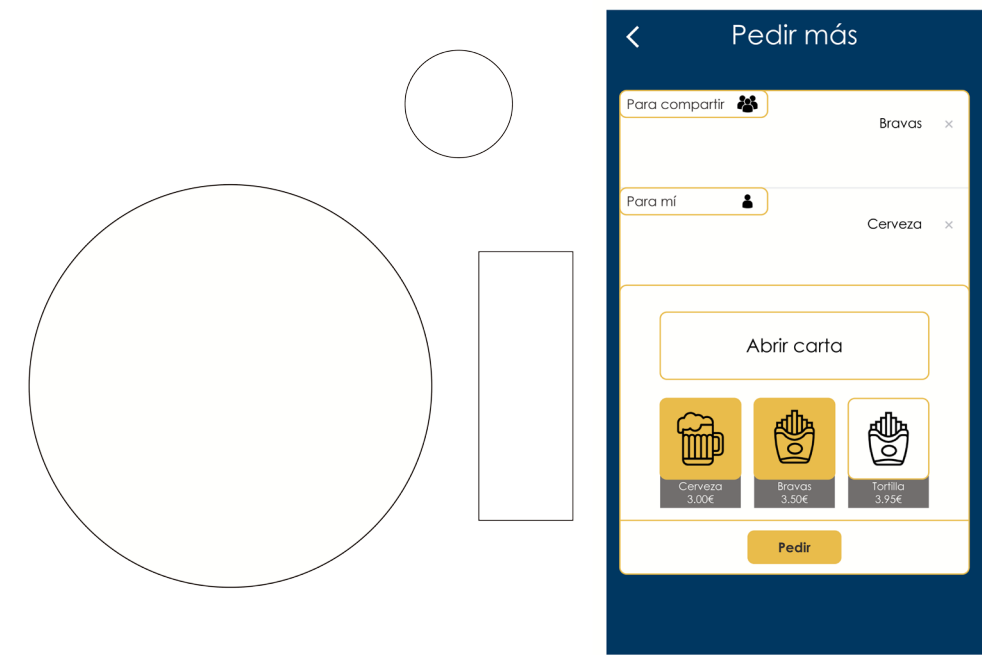 Pedir más
Para compartir
Bravas ×
Para mí
Cerveza ×
Abrir carta
Cerveza
3.00€
Bravas
3.50€
Tortilla
3.95€
Pedir